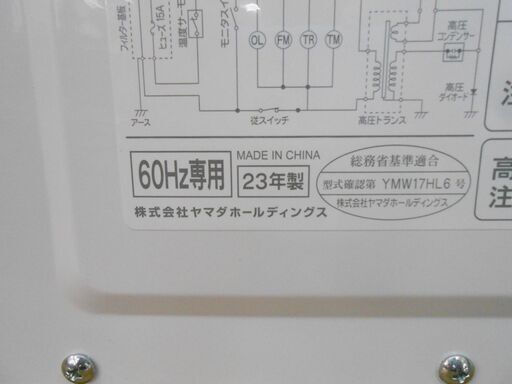 フィルター基板
ヒューズ 15A
温度サーモ
モニタスイ
OL
FM
TR
TM
高圧
コンデンサー
高圧
ダイオード
アース
従スイッチ
高圧トランス
60Hz専用
MADE IN CHINA
23年製
総務省基準適合
型式確認第 YMW17HL6 号
株式会社ヤマダホールディングス
株式会社ヤマダホールディングス
高
注